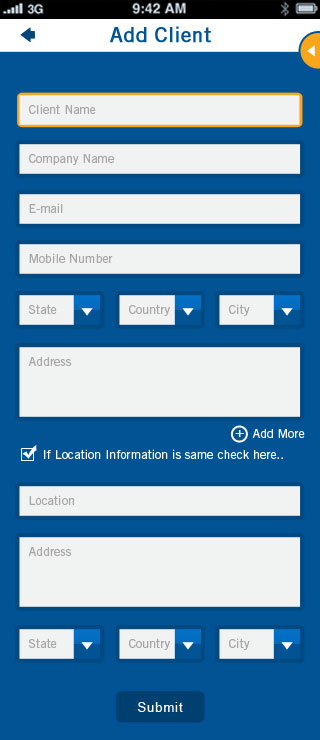 3G 9:42 AM
Add Client
Client Name
Company Name
E-mail
Mobile Number
State Country City
Address
Add More
If Location Information is same check here..
Location
Address
State Country City
Submit